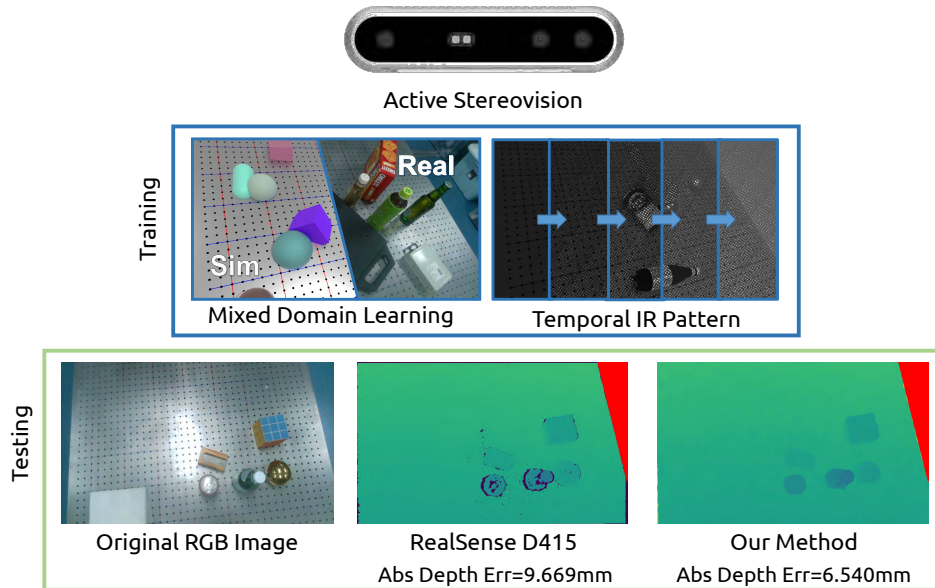 Active Stereovision
Training
Sim
Real
Mixed Domain Learning
Temporal IR Pattern
Testing
Original RGB Image
RealSense D415
Abs Depth Err=9.669mm
Our Method
Abs Depth Err=6.540mm